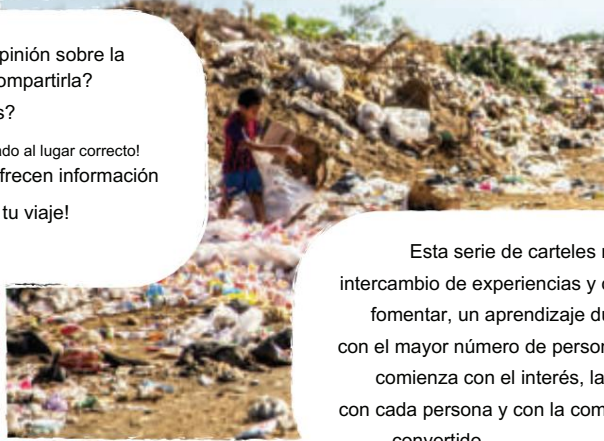 pinión sobre la
ompartirla?
s?
do al lugar correcto!
frecen información
tu viaje!
Esta serie de carteles
intercambio de experiencias y
fomentar, un aprendizaje du
con el mayor número de person
comienza con el interés, la
con cada persona y con la com
convertido